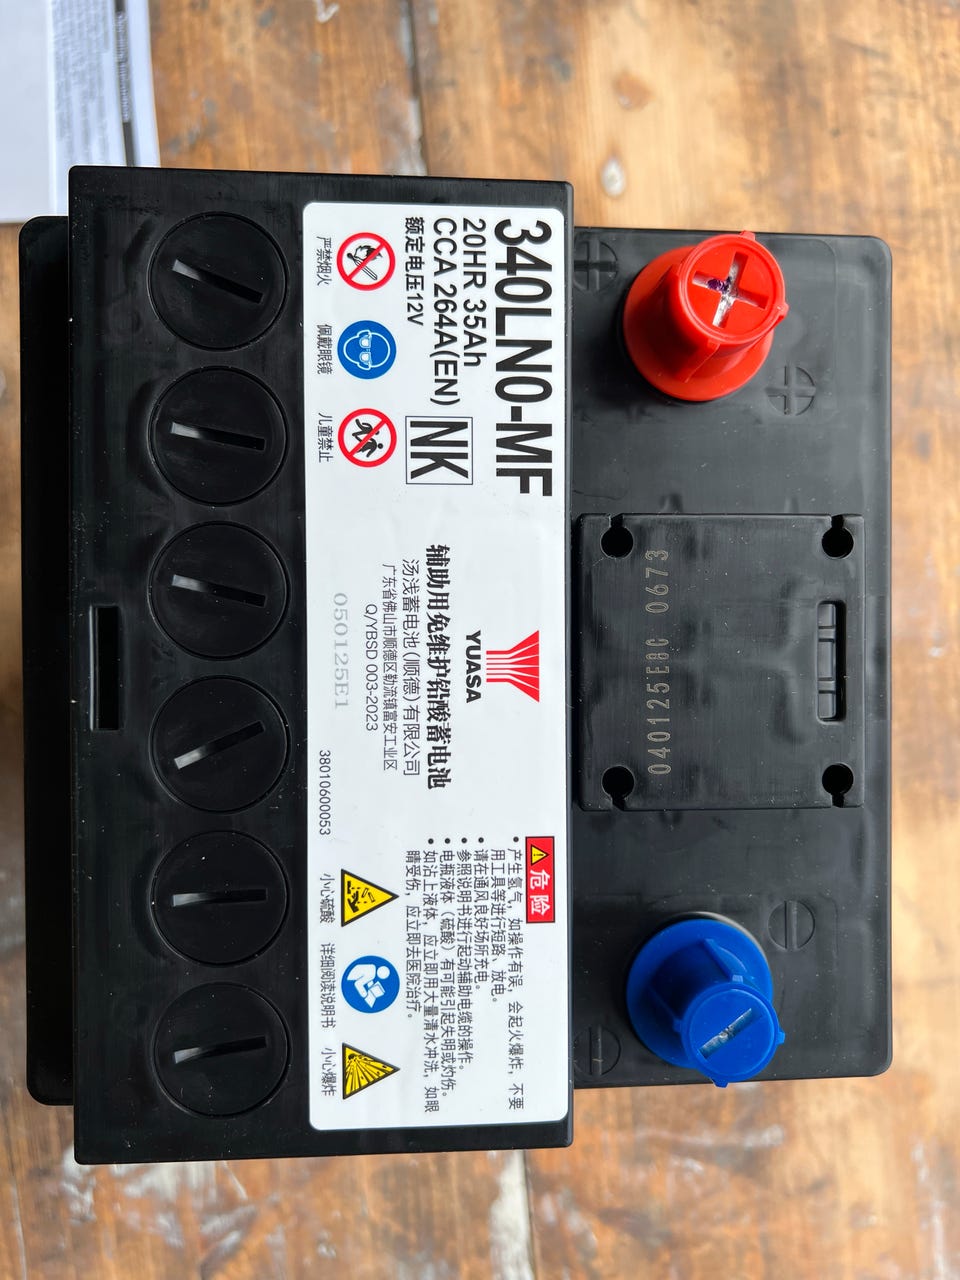 340LN0-MF
20HR 35Ah
CCA 264A(EN)
额定电压12V
NK
严禁烟火
佩戴眼镜
儿童禁止
YUASA
辅助用免维护铅酸蓄电池
汤浅蓄电池(顺德)有限公司
广东省佛山市顺德区勒流镇富安工业区
Q/YBSD 003-2023
050125E1
38010600053
危险
• 产生氢气，如操作有误，会起火爆炸，不要
用工具等进行短路、放电。
• 请在通风良好场所充电。
• 参照说明书进行起动辅助电缆的操作。
• 电瓶液体（硫酸）有可能引起失明或灼伤。
• 如沾上液体，应立即用大量清水冲洗，如眼
睛受伤，应立即去医院治疗。
小心硫酸
详细阅读说明书
小心爆炸
040125E8C 0673